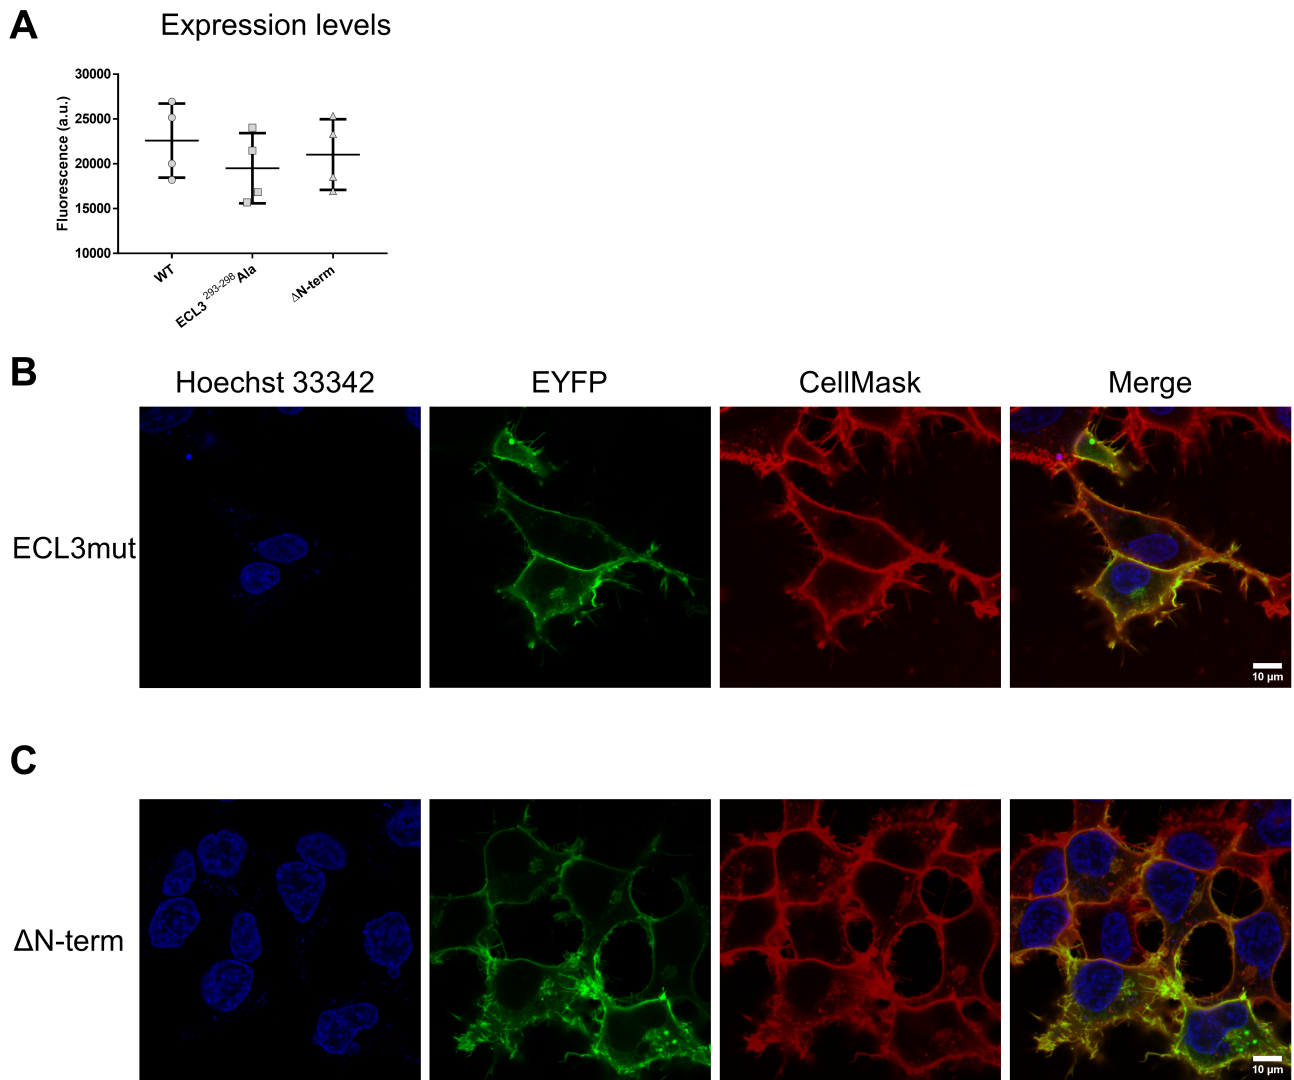 A
Expression levels
Fluorescence (a.u.)
30000
25000
20000
15000
10000
WT
ECL3 293-298 Ala
ΔN-term
B
Hoechst 33342
EYFP
CellMask
Merge
ECL3mut
10 µm
C
ΔN-term
10 µm